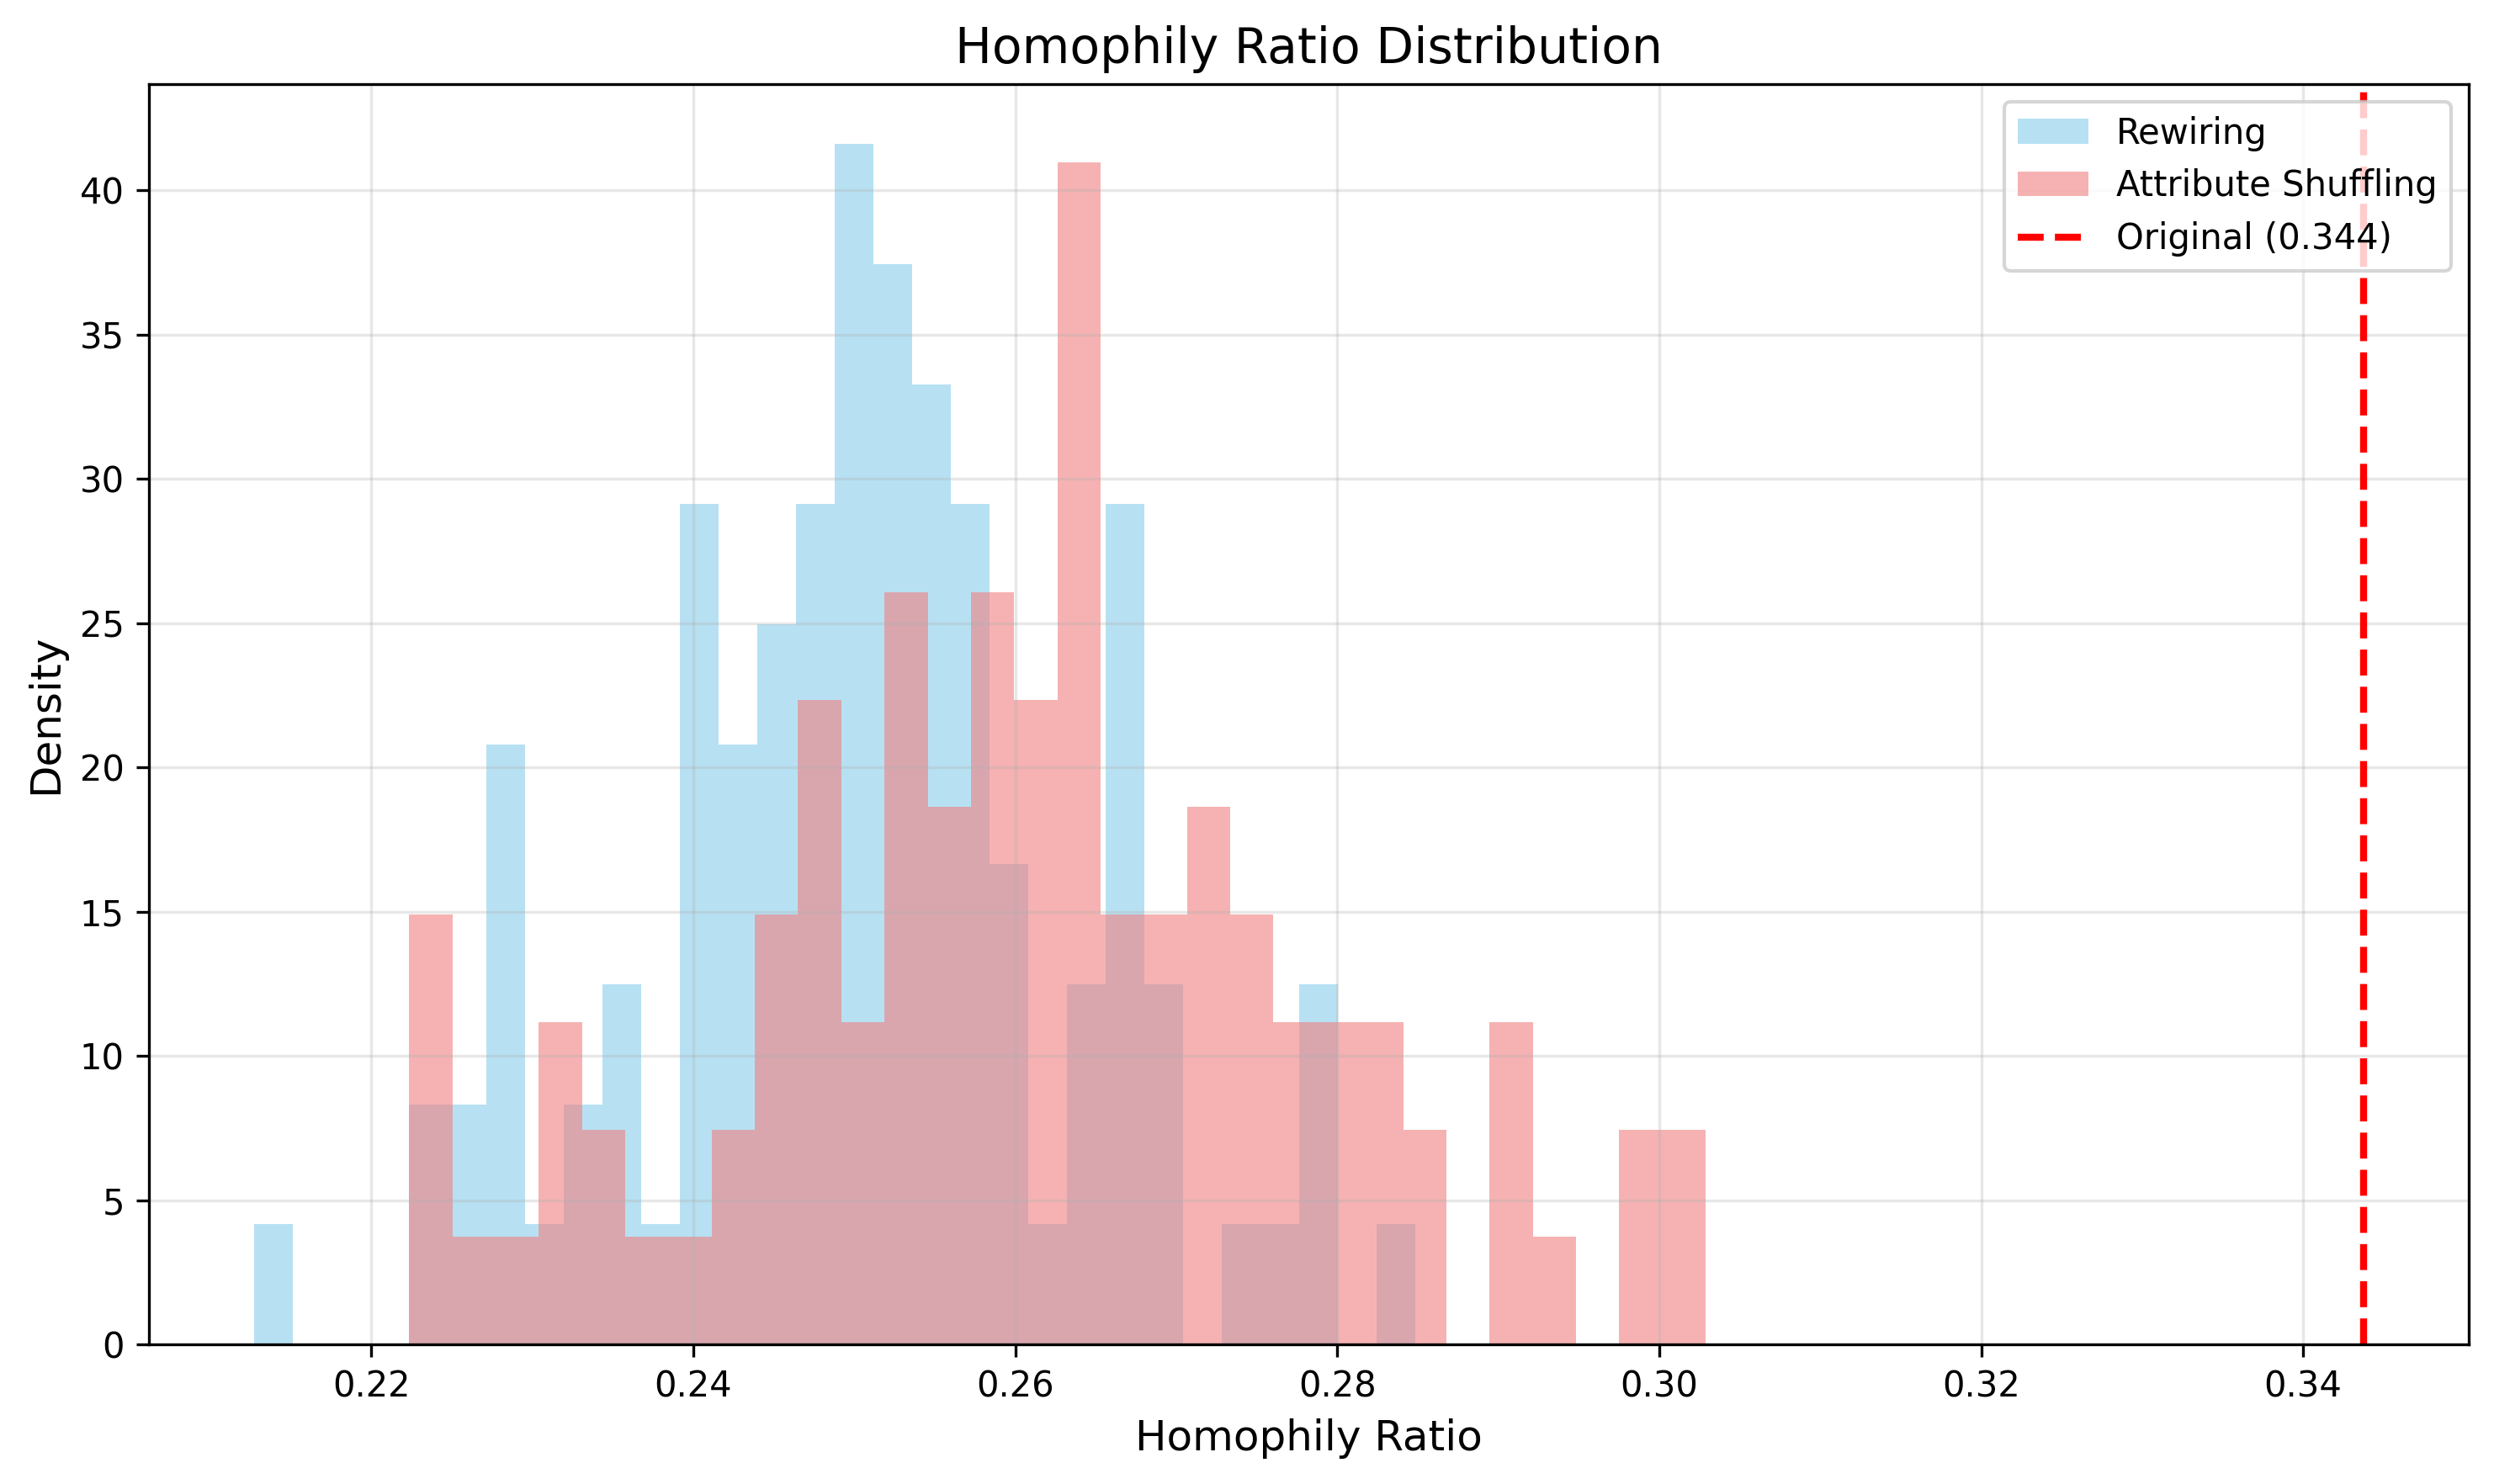 Homophily Ratio Distribution
Rewiring
Attribute Shuffling
Original (0.344)
Density
40
35
30
25
20
15
10
5
0
0.22 0.24 0.26 0.28 0.30 0.32 0.34
Homophily Ratio